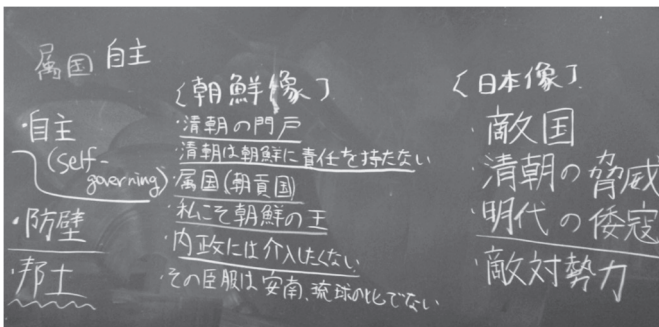 属国 自主
・自主
(self-
governing)
・防壁
・邦土
〈朝鮮像〉
・清朝の門戸
・清朝は朝鮮に責任を持たない
・属国(朝貢国)
・私こそ朝鮮の王
・内政には介入したくない
・その臣服は安南、琉球の比でない
〈日本像〉
・敵国
・清朝の脅威
・明代の倭寇
・敵対勢力